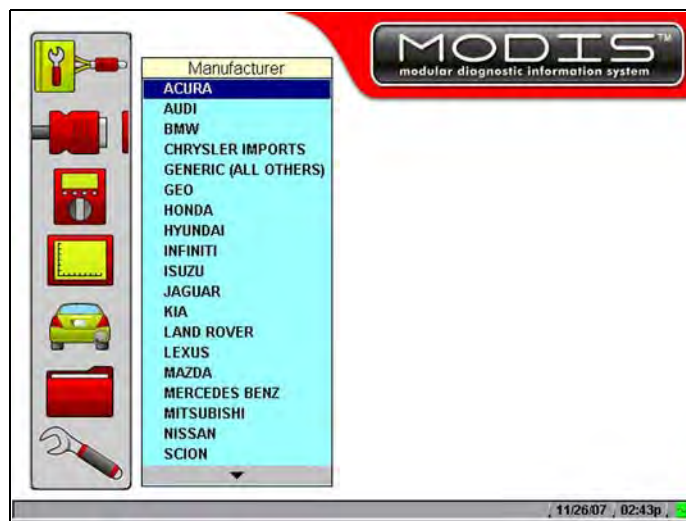 MODIS™
modular diagnostic information system
Manufacturer
ACURA
AUDI
BMW
CHRYSLER IMPORTS
GENERIC (ALL OTHERS)
GEO
HONDA
HYUNDAI
INFINITI
ISUZU
JAGUAR
KIA
LAND ROVER
LEXUS
MAZDA
MERCEDES BENZ
MITSUBISHI
NISSAN
SCION
11/26/07 02:43p